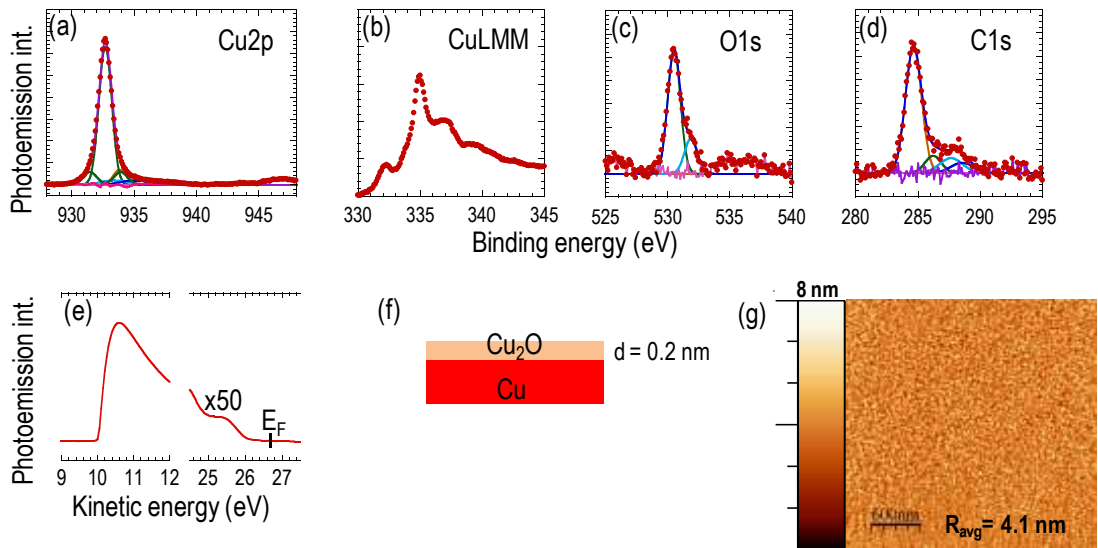 (a)
Cu2p
(b)
CuLMM
(c)
O1s
(d)
C1s
Photoemission int.
930
935
940
945
330
335
340
345
525
530
535
540
280
285
290
295
Binding energy (eV)
(e)
x50
E_F
Photoemission int.
9
10
11
12
25
26
27
Kinetic energy (eV)
(f)
Cu₂O
Cu
d = 0.2 nm
8 nm
(g)
R_avg= 4.1 nm